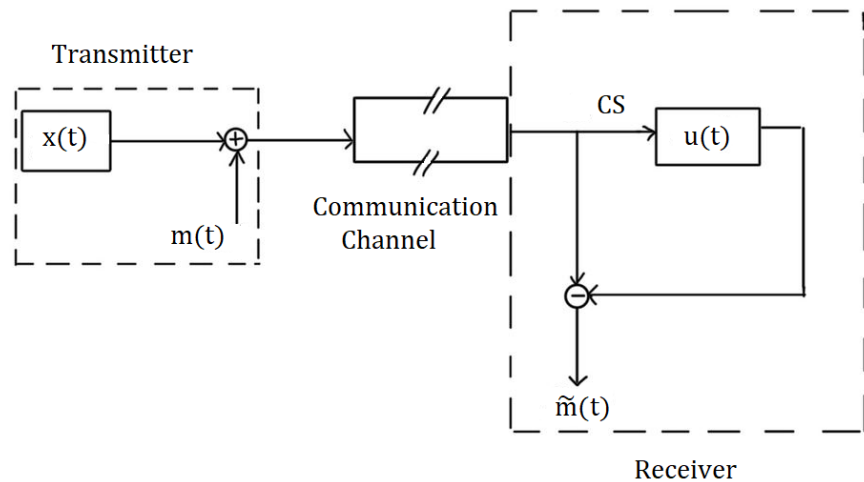 Transmitter
x(t)
+
m(t)
Communication
Channel
CS
u(t)
−
m̃(t)
Receiver